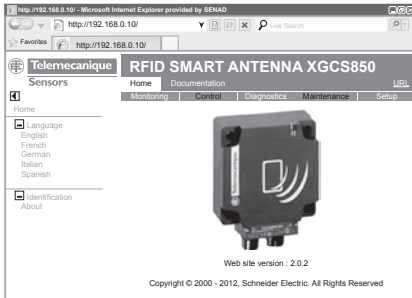 http://192.168.0.10/ - Microsoft Internet Explorer provided by SENAD
http://192.168.0.10/
Live Search
Favorites
http://192.168.0.10/
Telemecanique
Sensors
RFID SMART ANTENNA XGCS850
Home Documentation URL
Monitoring Control Diagnostics Maintenance Setup
Home
Language
English
French
German
Italian
Spanish
Identification
About
Telemecanique
Web site version : 2.0.2
Copyright © 2000 - 2012, Schneider Electric. All Rights Reserved